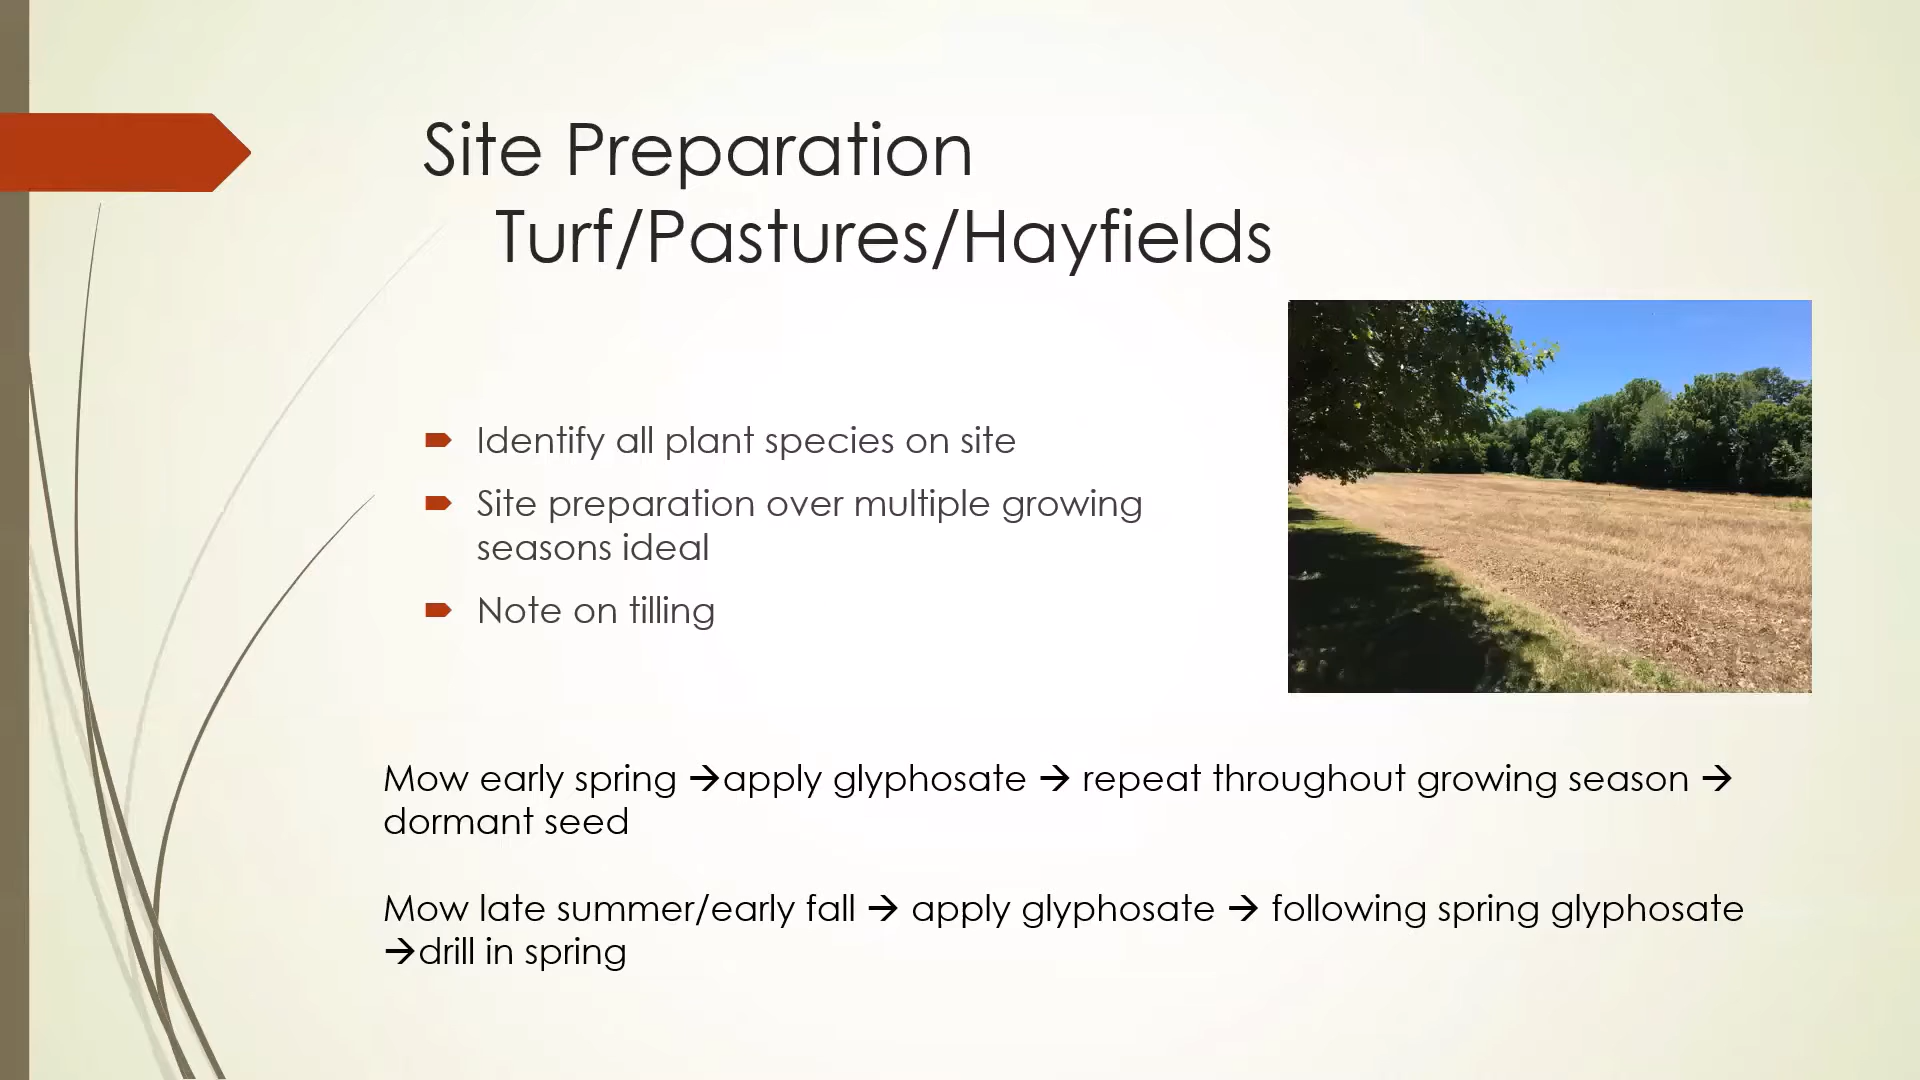 Site Preparation
Turf/Pastures/Hayfields
Identify all plant species on site
Site preparation over multiple growing
seasons ideal
Note on tilling
Mow early spring →apply glyphosate → repeat throughout growing season →
dormant seed
Mow late summer/early fall → apply glyphosate → following spring glyphosate
→drill in spring